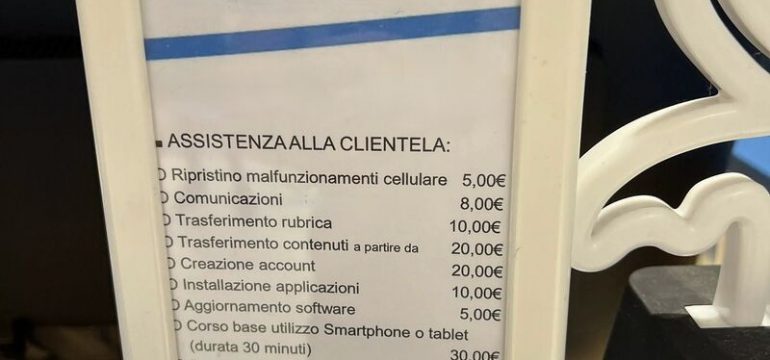 ASSISTENZA ALLA CLIENTELA:
Ripristino malfunzionamenti cellulare 5,00€
Comunicazioni 8,00€
Trasferimento rubrica 10,00€
Trasferimento contenuti a partire da 20,00€
Creazione account 20,00€
Installazione applicazioni 10,00€
Aggiornamento software 5,00€
Corso base utilizzo Smartphone o tablet
(durata 30 minuti) 30,00€